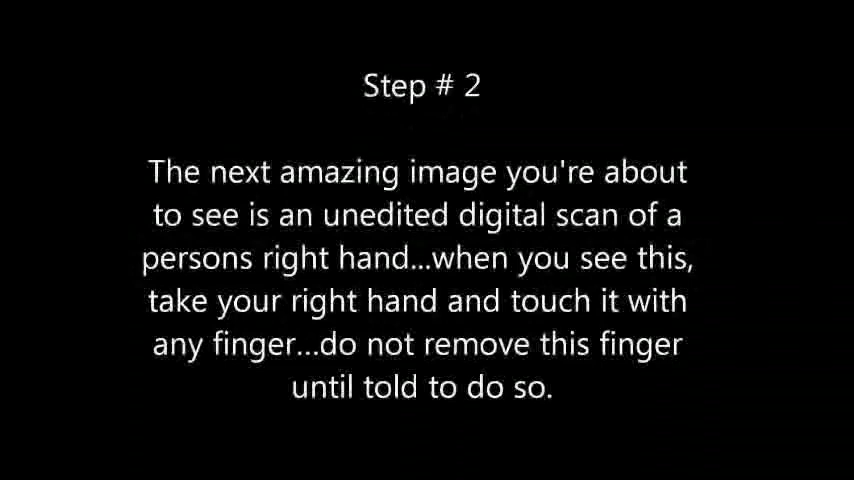 Step # 2
The next amazing image you're about
to see is an unedited digital scan of a
persons right hand...when you see this,
take your right hand and touch it with
any finger...do not remove this finger
until told to do so.